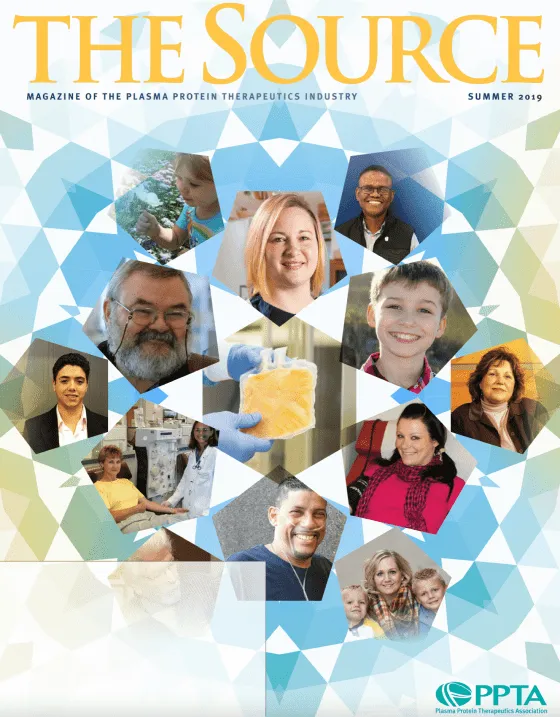 THE SOURCE
MAGAZINE OF THE PLASMA PROTEIN THERAPEUTICS INDUSTRY SUMMER 2019
PPTA
Plasma Protein Therapeutics Association